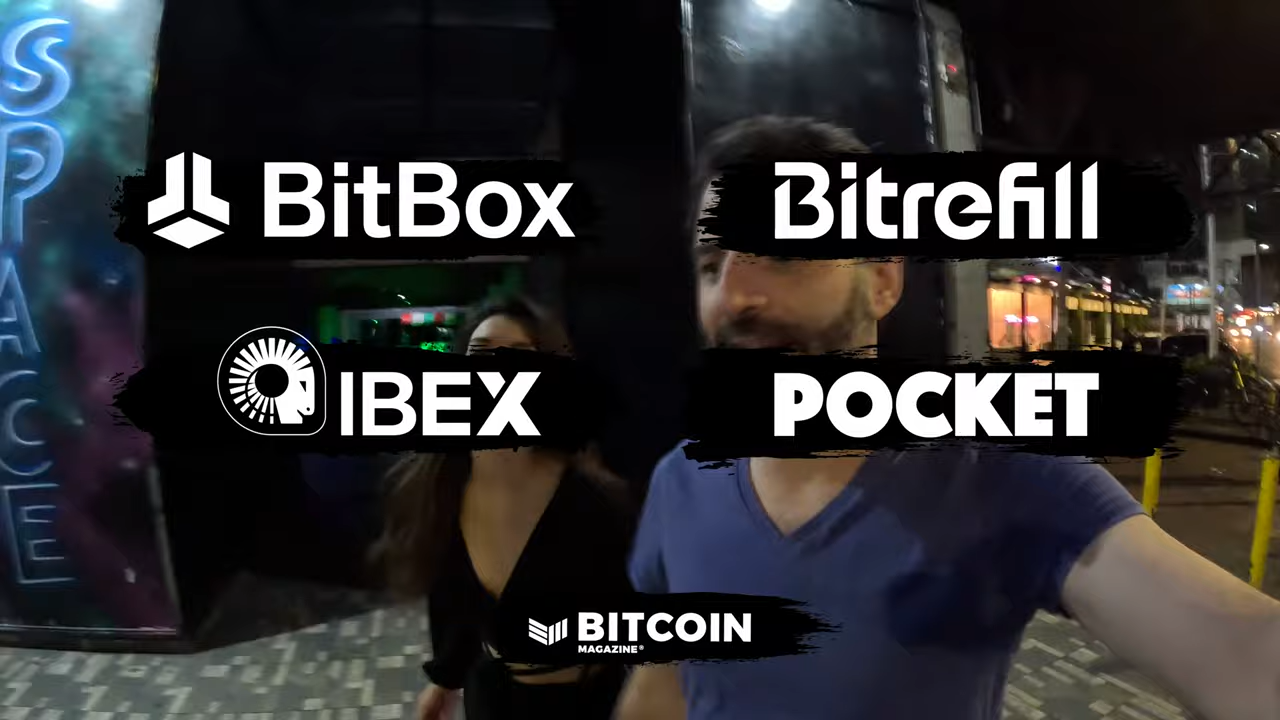 SPACE
BitBox
Bitrefill
IBEX
POCKET
BITCOIN
MAGAZINE®